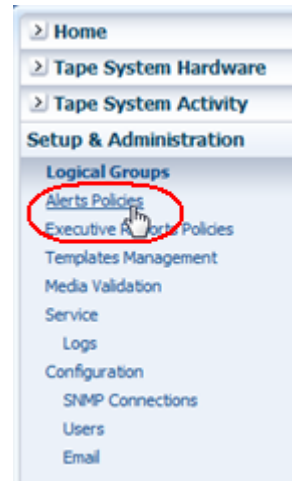 Home
Tape System Hardware
Tape System Activity
Setup & Administration
Logical Groups
Alerts Policies
Executive Reports Policies
Templates Management
Media Validation
Service
Logs
Configuration
SNMP Connections
Users
Email